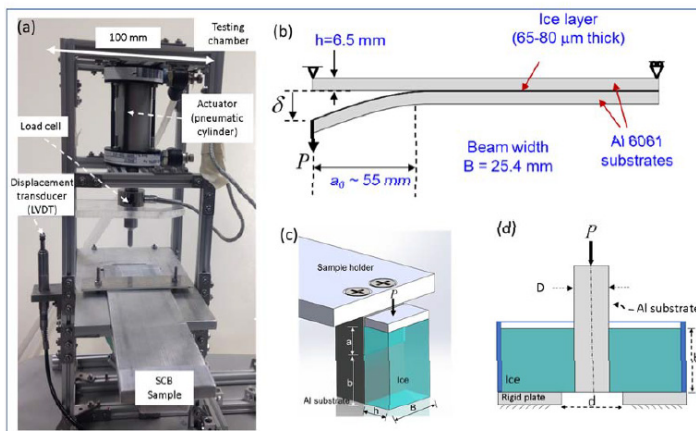 (a)
100 mm
Testing
chamber
Actuator
(pneumatic
cylinder)
Load cell
Displacement
transducer
(LVDT)
SCB
Sample
(b)
h=6.5 mm
Ice layer
(65-80 μm thick)
δ
P
a₀ ~ 55 mm
Beam width
B = 25.4 mm
Al 6061
substrates
(c)
Sample holder
P
a
b
Ice
Al substrate
h
B
(d)
P
D
Al substrate
Ice
Rigid plate
d